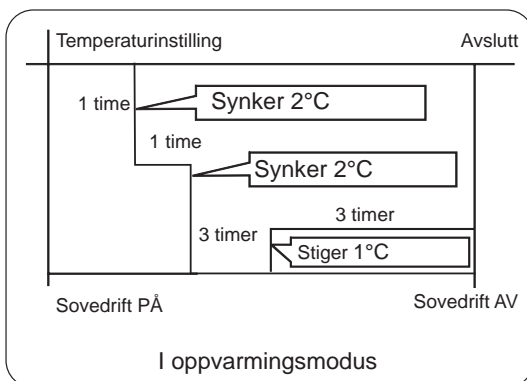 Temperaturinstilling Avslutt
1 time Synker 2°C
1 time
Synker 2°C
3 timer
3 timer
Stiger 1°C
Sovedrift PÅ Sovedrift AV
I oppvarmingsmodus